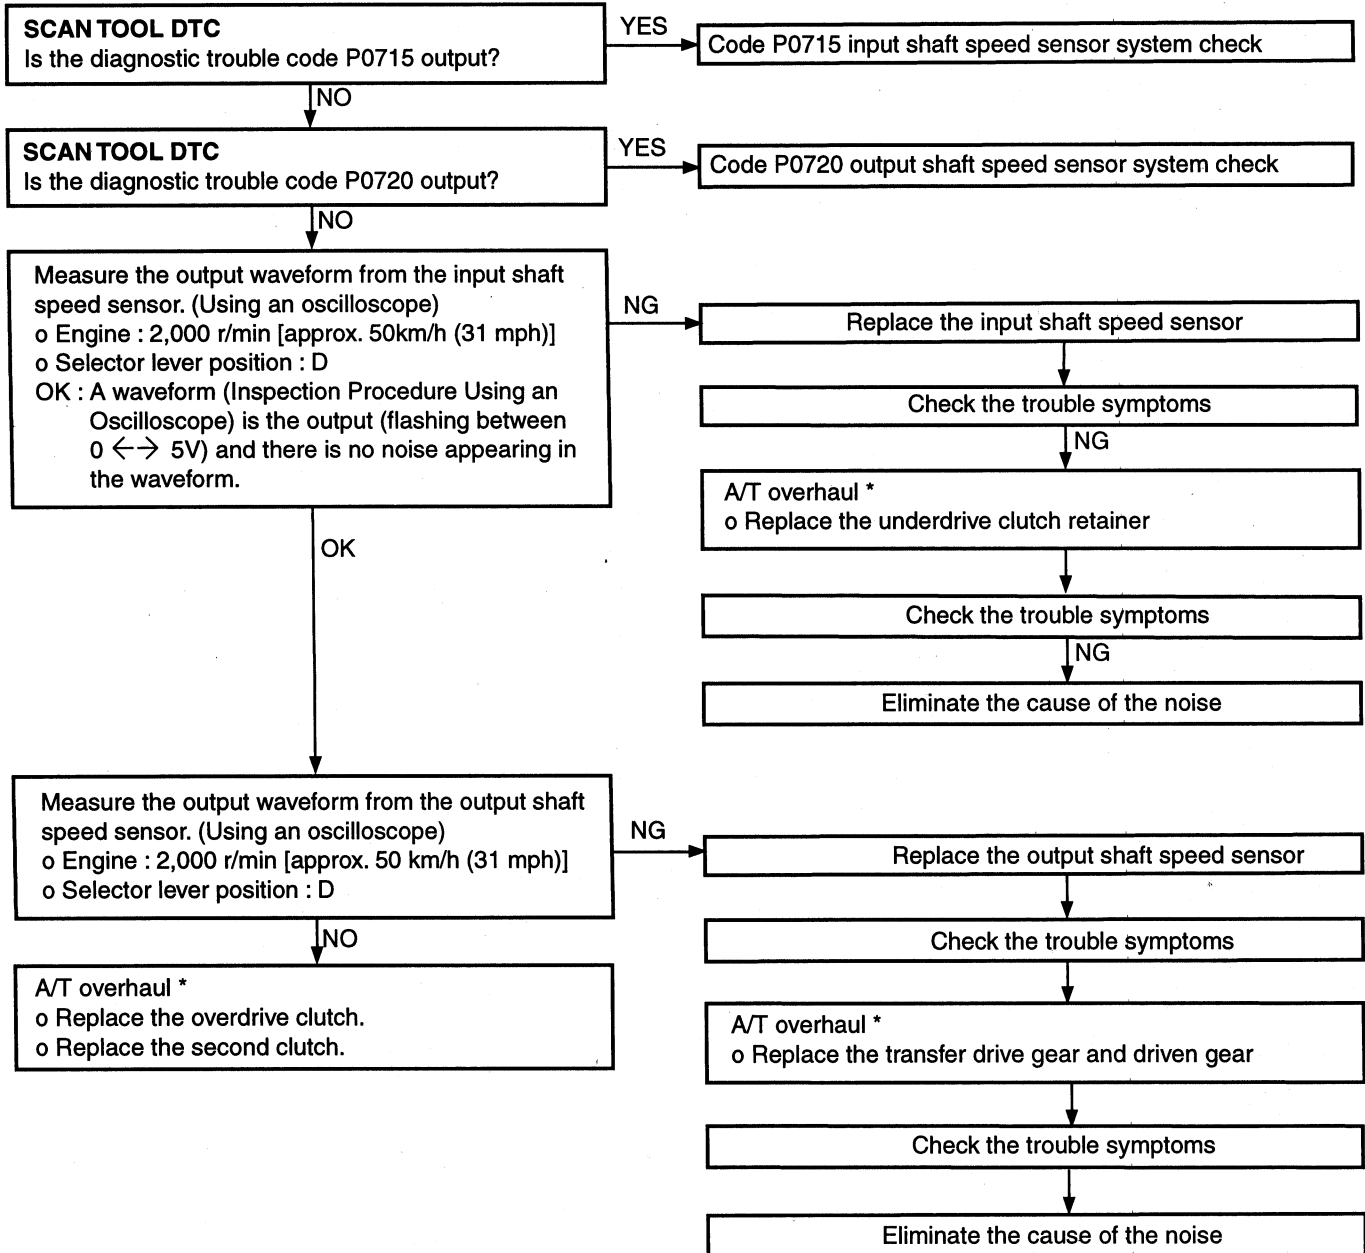 SCAN TOOL DTC
Is the diagnostic trouble code P0715 output?
YES
Code P0715 input shaft speed sensor system check
NO
SCAN TOOL DTC
Is the diagnostic trouble code P0720 output?
YES
Code P0720 output shaft speed sensor system check
NO
Measure the output waveform from the input shaft
speed sensor. (Using an oscilloscope)
o Engine : 2,000 r/min [approx. 50km/h (31 mph)]
o Selector lever position : D
OK : A waveform (Inspection Procedure Using an
Oscilloscope) is the output (flashing between
0 ←→ 5V) and there is no noise appearing in
the waveform.
NG
Replace the input shaft speed sensor
Check the trouble symptoms
NG
A/T overhaul *
o Replace the underdrive clutch retainer
Check the trouble symptoms
NG
Eliminate the cause of the noise
OK
Measure the output waveform from the output shaft
speed sensor. (Using an oscilloscope)
o Engine : 2,000 r/min [approx. 50 km/h (31 mph)]
o Selector lever position : D
NG
Replace the output shaft speed sensor
Check the trouble symptoms
A/T overhaul *
o Replace the transfer drive gear and driven gear
Check the trouble symptoms
Eliminate the cause of the noise
NO
A/T overhaul *
o Replace the overdrive clutch.
o Replace the second clutch.